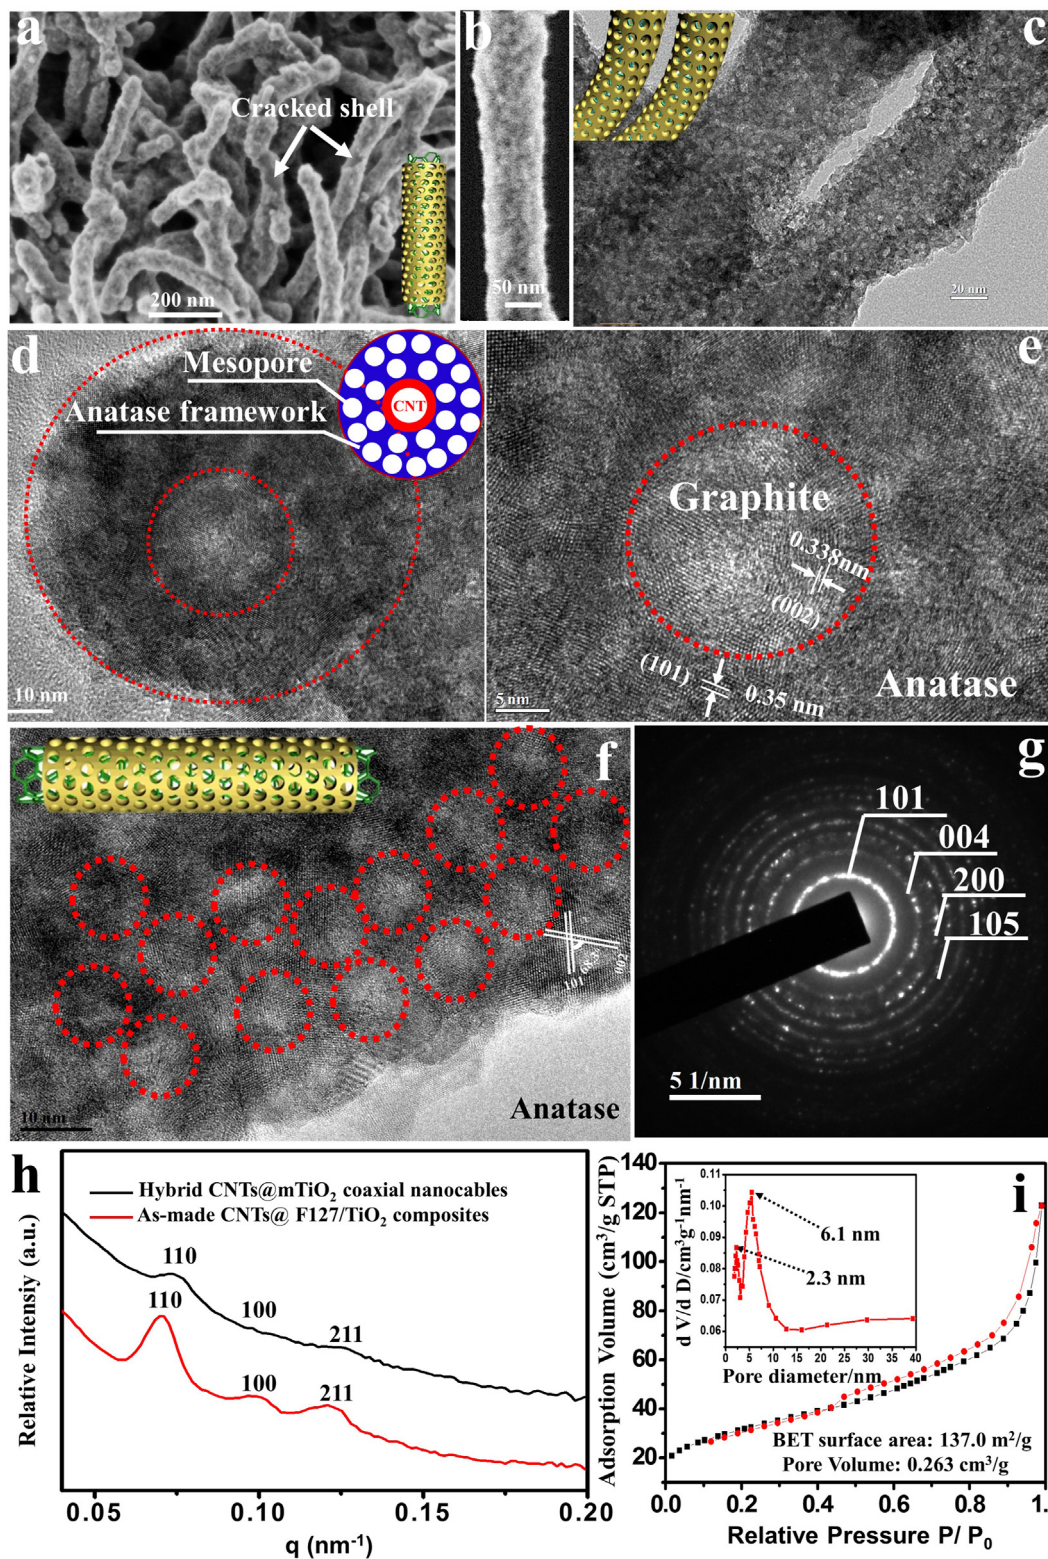 a
Cracked shell
200 nm
b
50 nm
c
20 nm
d
Mesopore
Anatase framework
CNT
10 nm
e
Graphite
0.338nm
(002)
(101)
0.35 nm
Anatase
5 nm
f
101
002
Anatase
10 nm
g
101
004
200
105
5 1/nm
h
Hybrid CNTs@mTiO₂ coaxial nanocables
As-made CNTs@ F127/TiO₂ composites
110
100
211
110
100
211
Relative Intensiy (a.u.)
0.05
0.10
0.15
0.20
q (nm⁻¹)
i
Adsorption Volume (cm³/g STP)
140
120
100
80
60
40
20
0.0
0.2
0.4
0.6
0.8
1.
Relative Pressure P/ P₀
d V/d D/cm³g⁻¹nm⁻¹
0.11
0.10
0.09
0.08
0.07
0.06
0
5
10
15
20
25
30
35
40
Pore diameter/nm
6.1 nm
2.3 nm
BET surface area: 137.0 m²/g
Pore Volume: 0.263 cm³/g